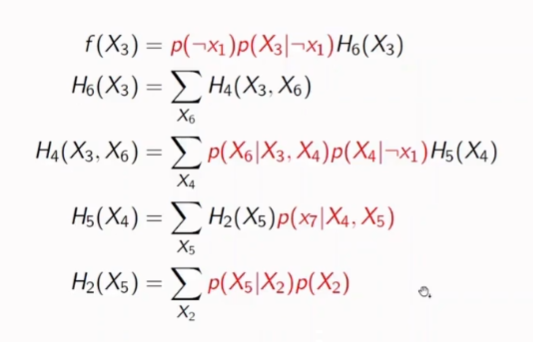 f(X₃) = p(¬x₁)p(X₃|¬x₁)H₆(X₃)
H₆(X₃) = ∑_{X₆} H₄(X₃, X₆)
H₄(X₃, X₆) = ∑_{X₄} p(X₆|X₃, X₄)p(X₄|¬x₁)H₅(X₄)
H₅(X₄) = ∑_{X₅} H₂(X₅)p(x₇|X₄, X₅)
H₂(X₅) = ∑_{X₂} p(X₅|X₂)p(X₂)